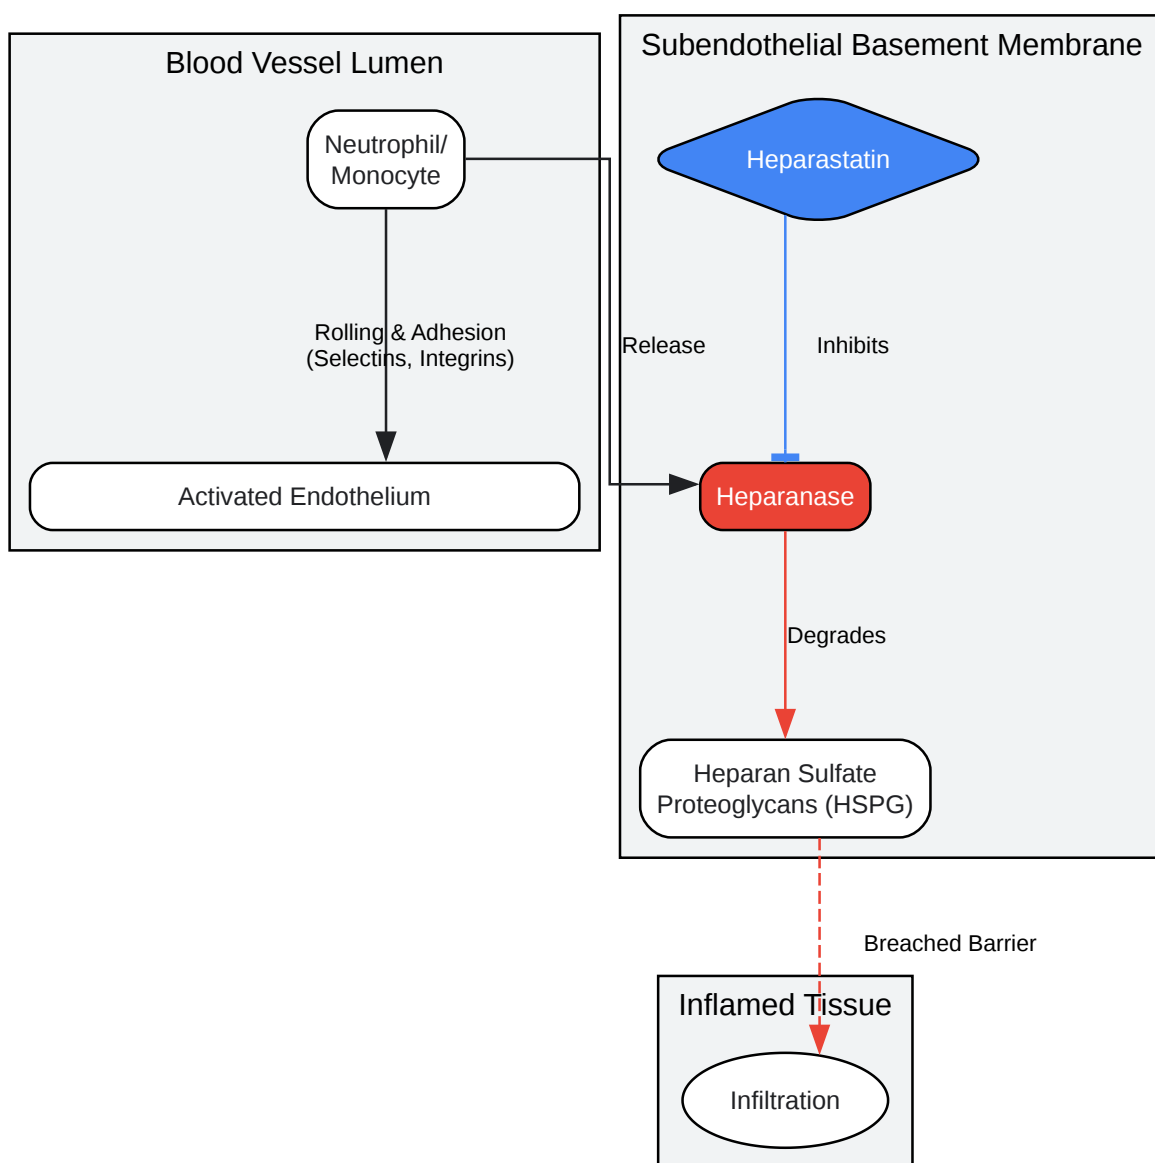 Blood Vessel Lumen
Subendothelial Basement Membrane
Neutrophil/
Monocyte
Heparastatin
Rolling & Adhesion
(Selectins, Integrins)
Release
Inhibits
Activated Endothelium
Heparanase
Degrades
Heparan Sulfate
Proteoglycans (HSPG)
Breached Barrier
Inflamed Tissue
Infiltration